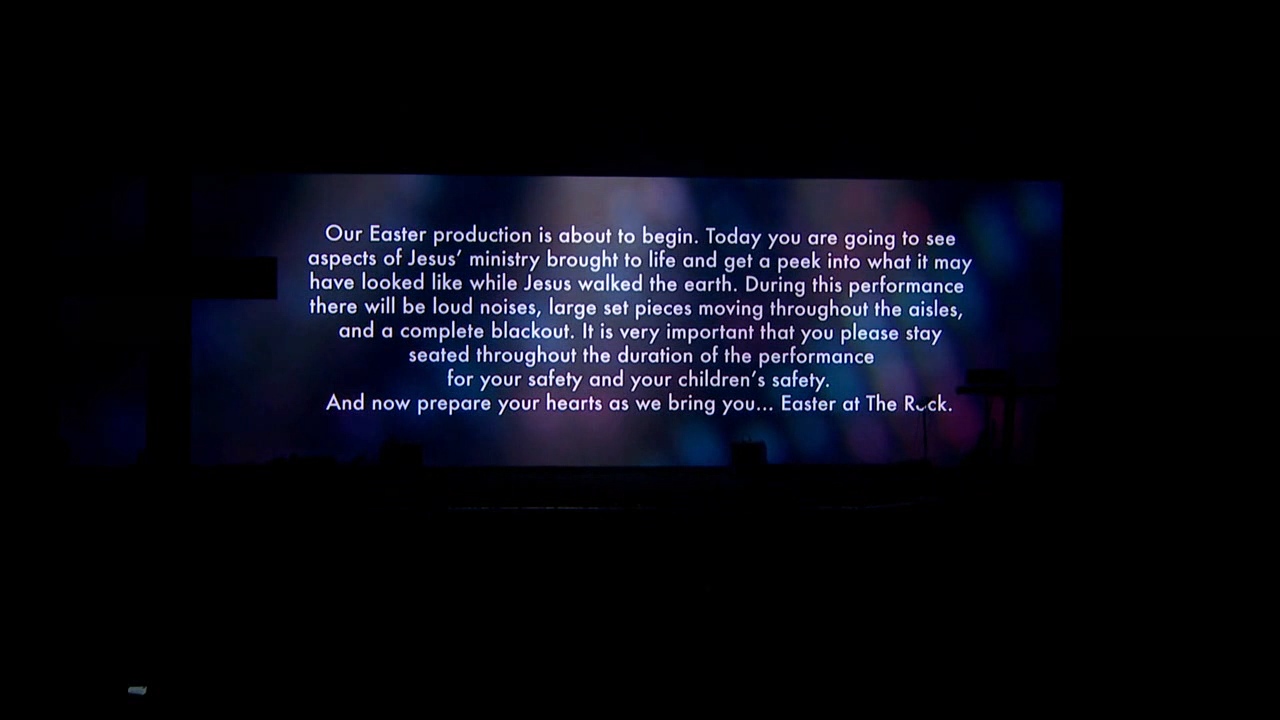 Our Easter production is about to begin. Today you are going to see
aspects of Jesus’ ministry brought to life and get a peek into what it may
have looked like while Jesus walked the earth. During this performance
there will be loud noises, large set pieces moving throughout the aisles,
and a complete blackout. It is very important that you please stay
seated throughout the duration of the performance
for your safety and your children’s safety.
And now prepare your hearts as we bring you... Easter at The Rock.